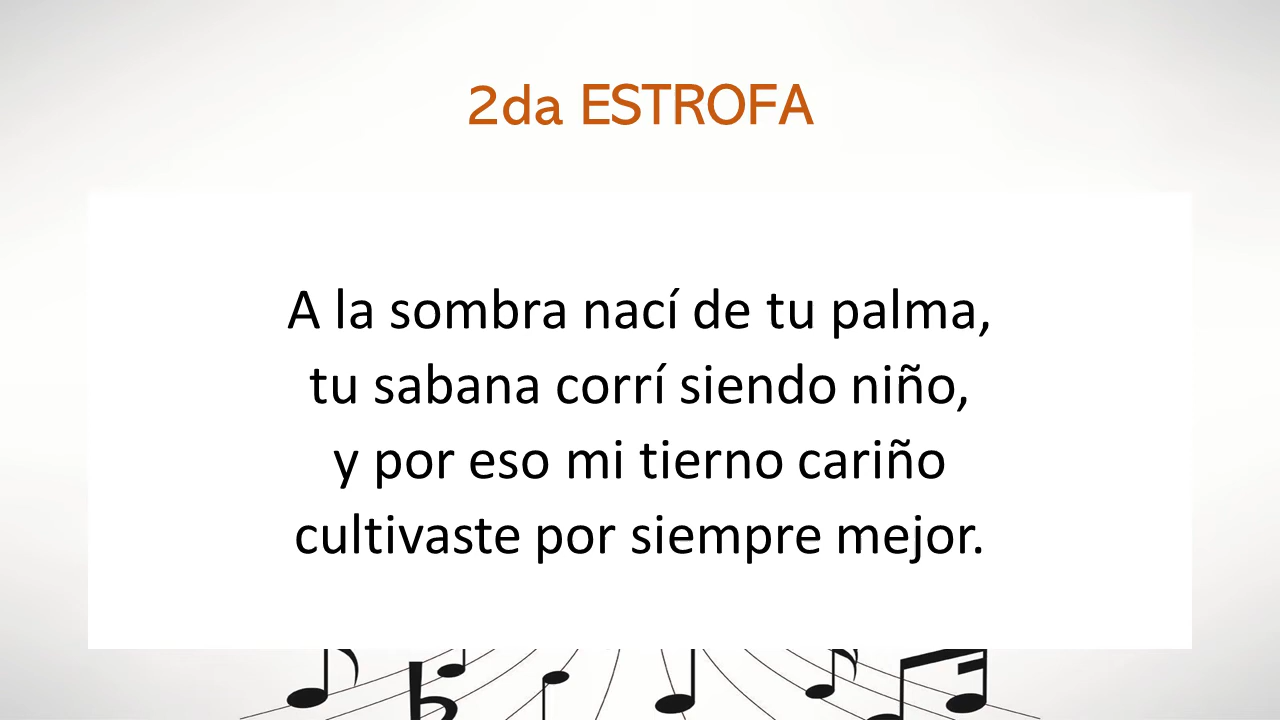 2da ESTROFA
A la sombra nací de tu palma,
tu sabana corrí siendo niño,
y por eso mi tierno cariño
cultivaste por siempre mejor.